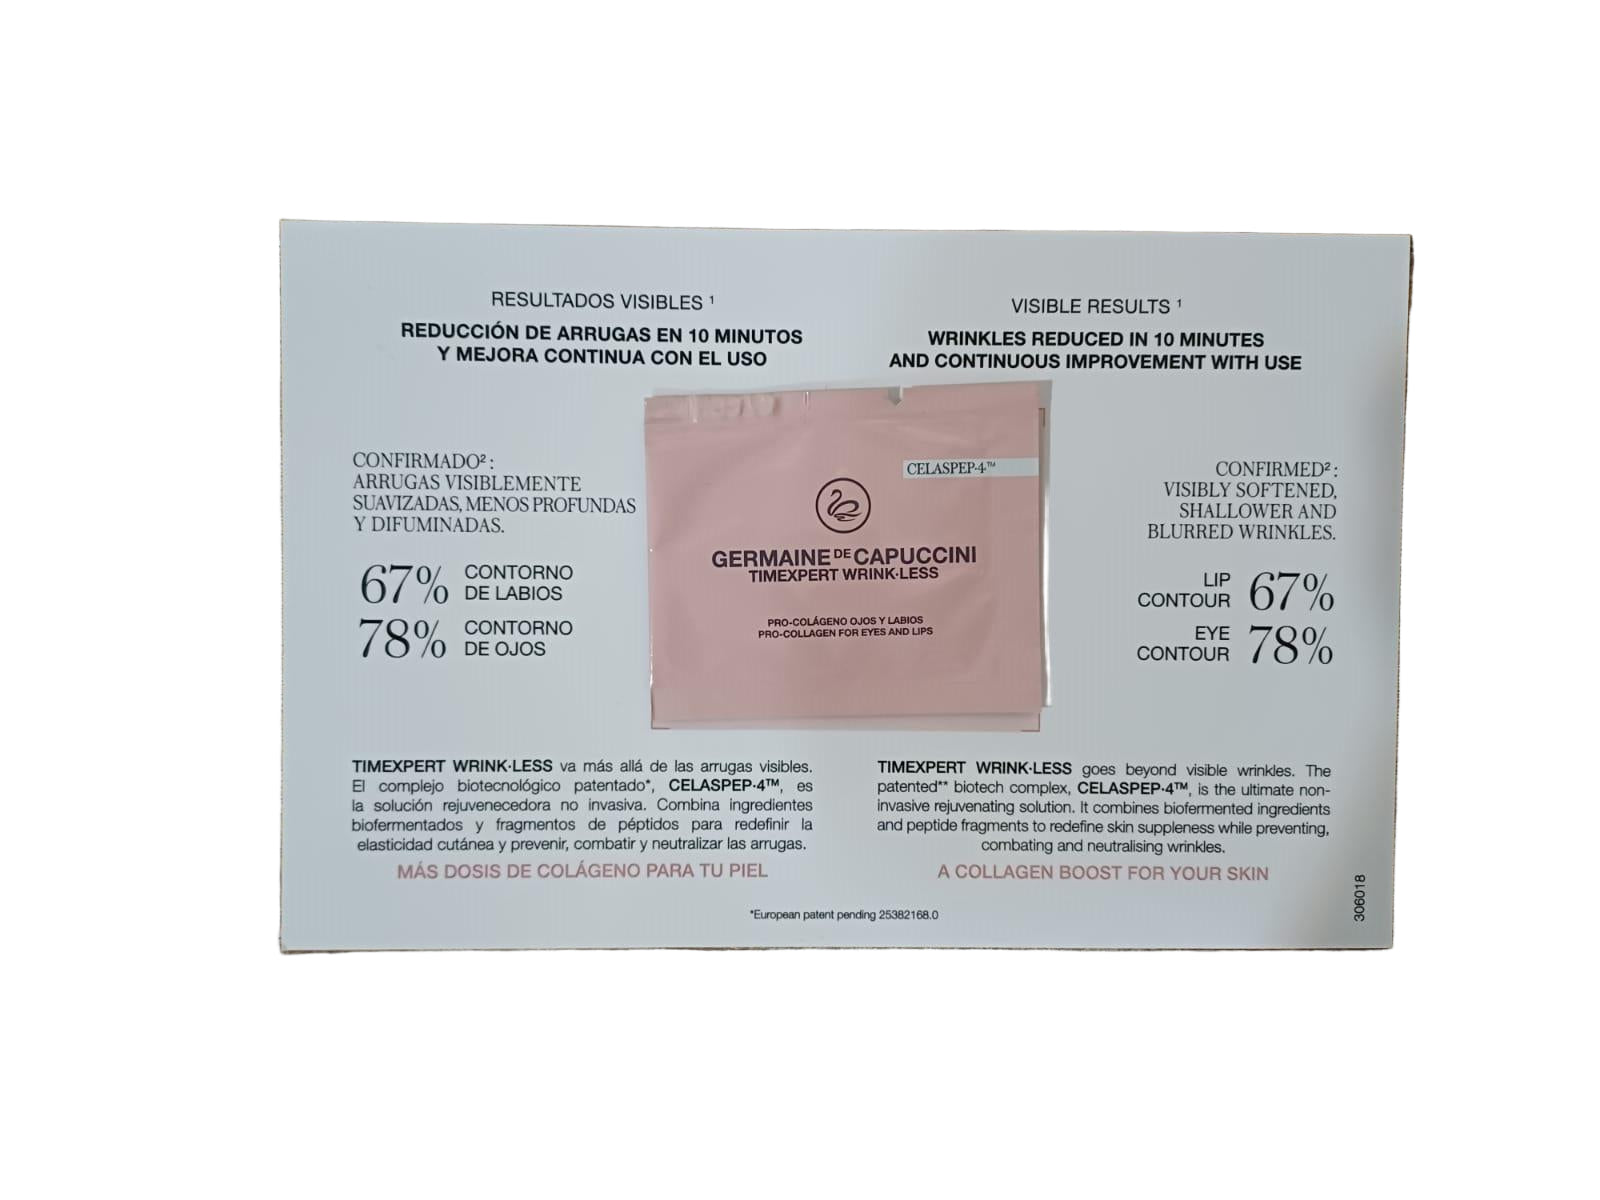 RESULTADOS VISIBLES ¹
REDUCCIÓN DE ARRUGAS EN 10 MINUTOS
Y MEJORA CONTINUA CON EL USO
CONFIRMADO²:
ARRUGAS VISIBLEMENTE
SUAVIZADAS, MENOS PROFUNDAS
Y DIFUMINADAS.
67% CONTORNO
DE LABIOS
78% CONTORNO
DE OJOS
TIMEXPERT WRINK·LESS va más allá de las arrugas visibles.
El complejo biotecnológico patentado*, CELASPEP·4™, es
la solución rejuvenecedora no invasiva. Combina ingredientes
biofermentados y fragmentos de péptidos para redefinir la
elasticidad cutánea y prevenir, combatir y neutralizar las arrugas.
MÁS DOSIS DE COLÁGENO PARA TU PIEL
CELASPEP·4™
GERMAINE DE CAPUCCINI
TIMEXPERT WRINK·LESS
PRO-COLÁGENO OJOS Y LABIOS
PRO-COLLAGEN FOR EYES AND LIPS
VISIBLE RESULTS ¹
WRINKLES REDUCED IN 10 MINUTES
AND CONTINUOUS IMPROVEMENT WITH USE
CONFIRMED²:
VISIBLY SOFTENED,
SHALLOWER AND
BLURRED WRINKLES.
LIP
CONTOUR 67%
EYE
CONTOUR 78%
TIMEXPERT WRINK·LESS goes beyond visible wrinkles. The
patented** biotech complex, CELASPEP·4™, is the ultimate non-
invasive rejuvenating solution. It combines biofermented ingredients
and peptide fragments to redefine skin suppleness while preventing,
combating and neutralising wrinkles.
A COLLAGEN BOOST FOR YOUR SKIN
*European patent pending 25382168.0
306018